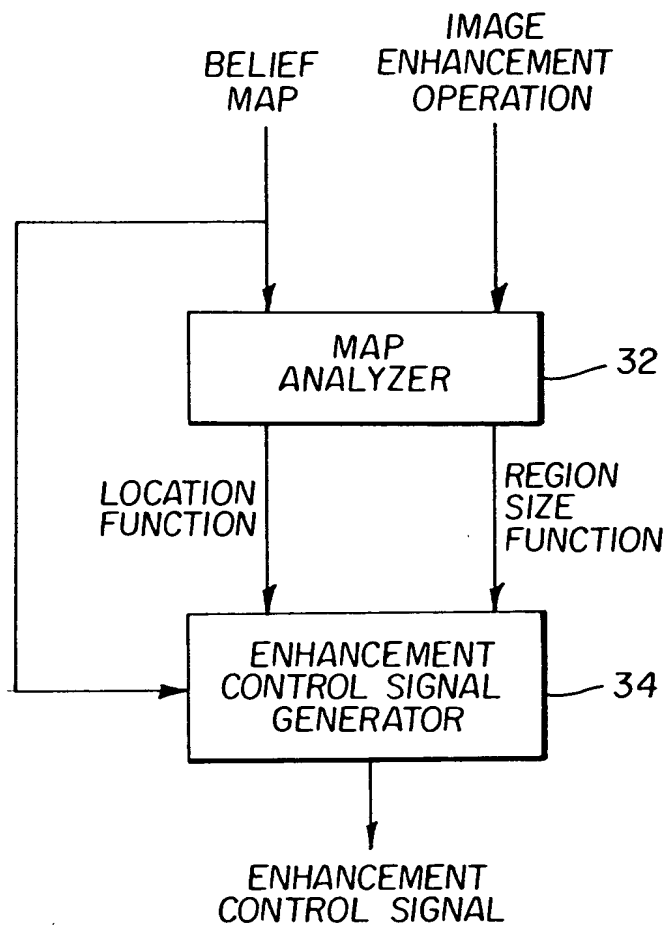 BELIEF
MAP
IMAGE
ENHANCEMENT
OPERATION
MAP
ANALYZER
32
LOCATION
FUNCTION
REGION
SIZE
FUNCTION
ENHANCEMENT
CONTROL SIGNAL
GENERATOR
34
ENHANCEMENT
CONTROL SIGNAL